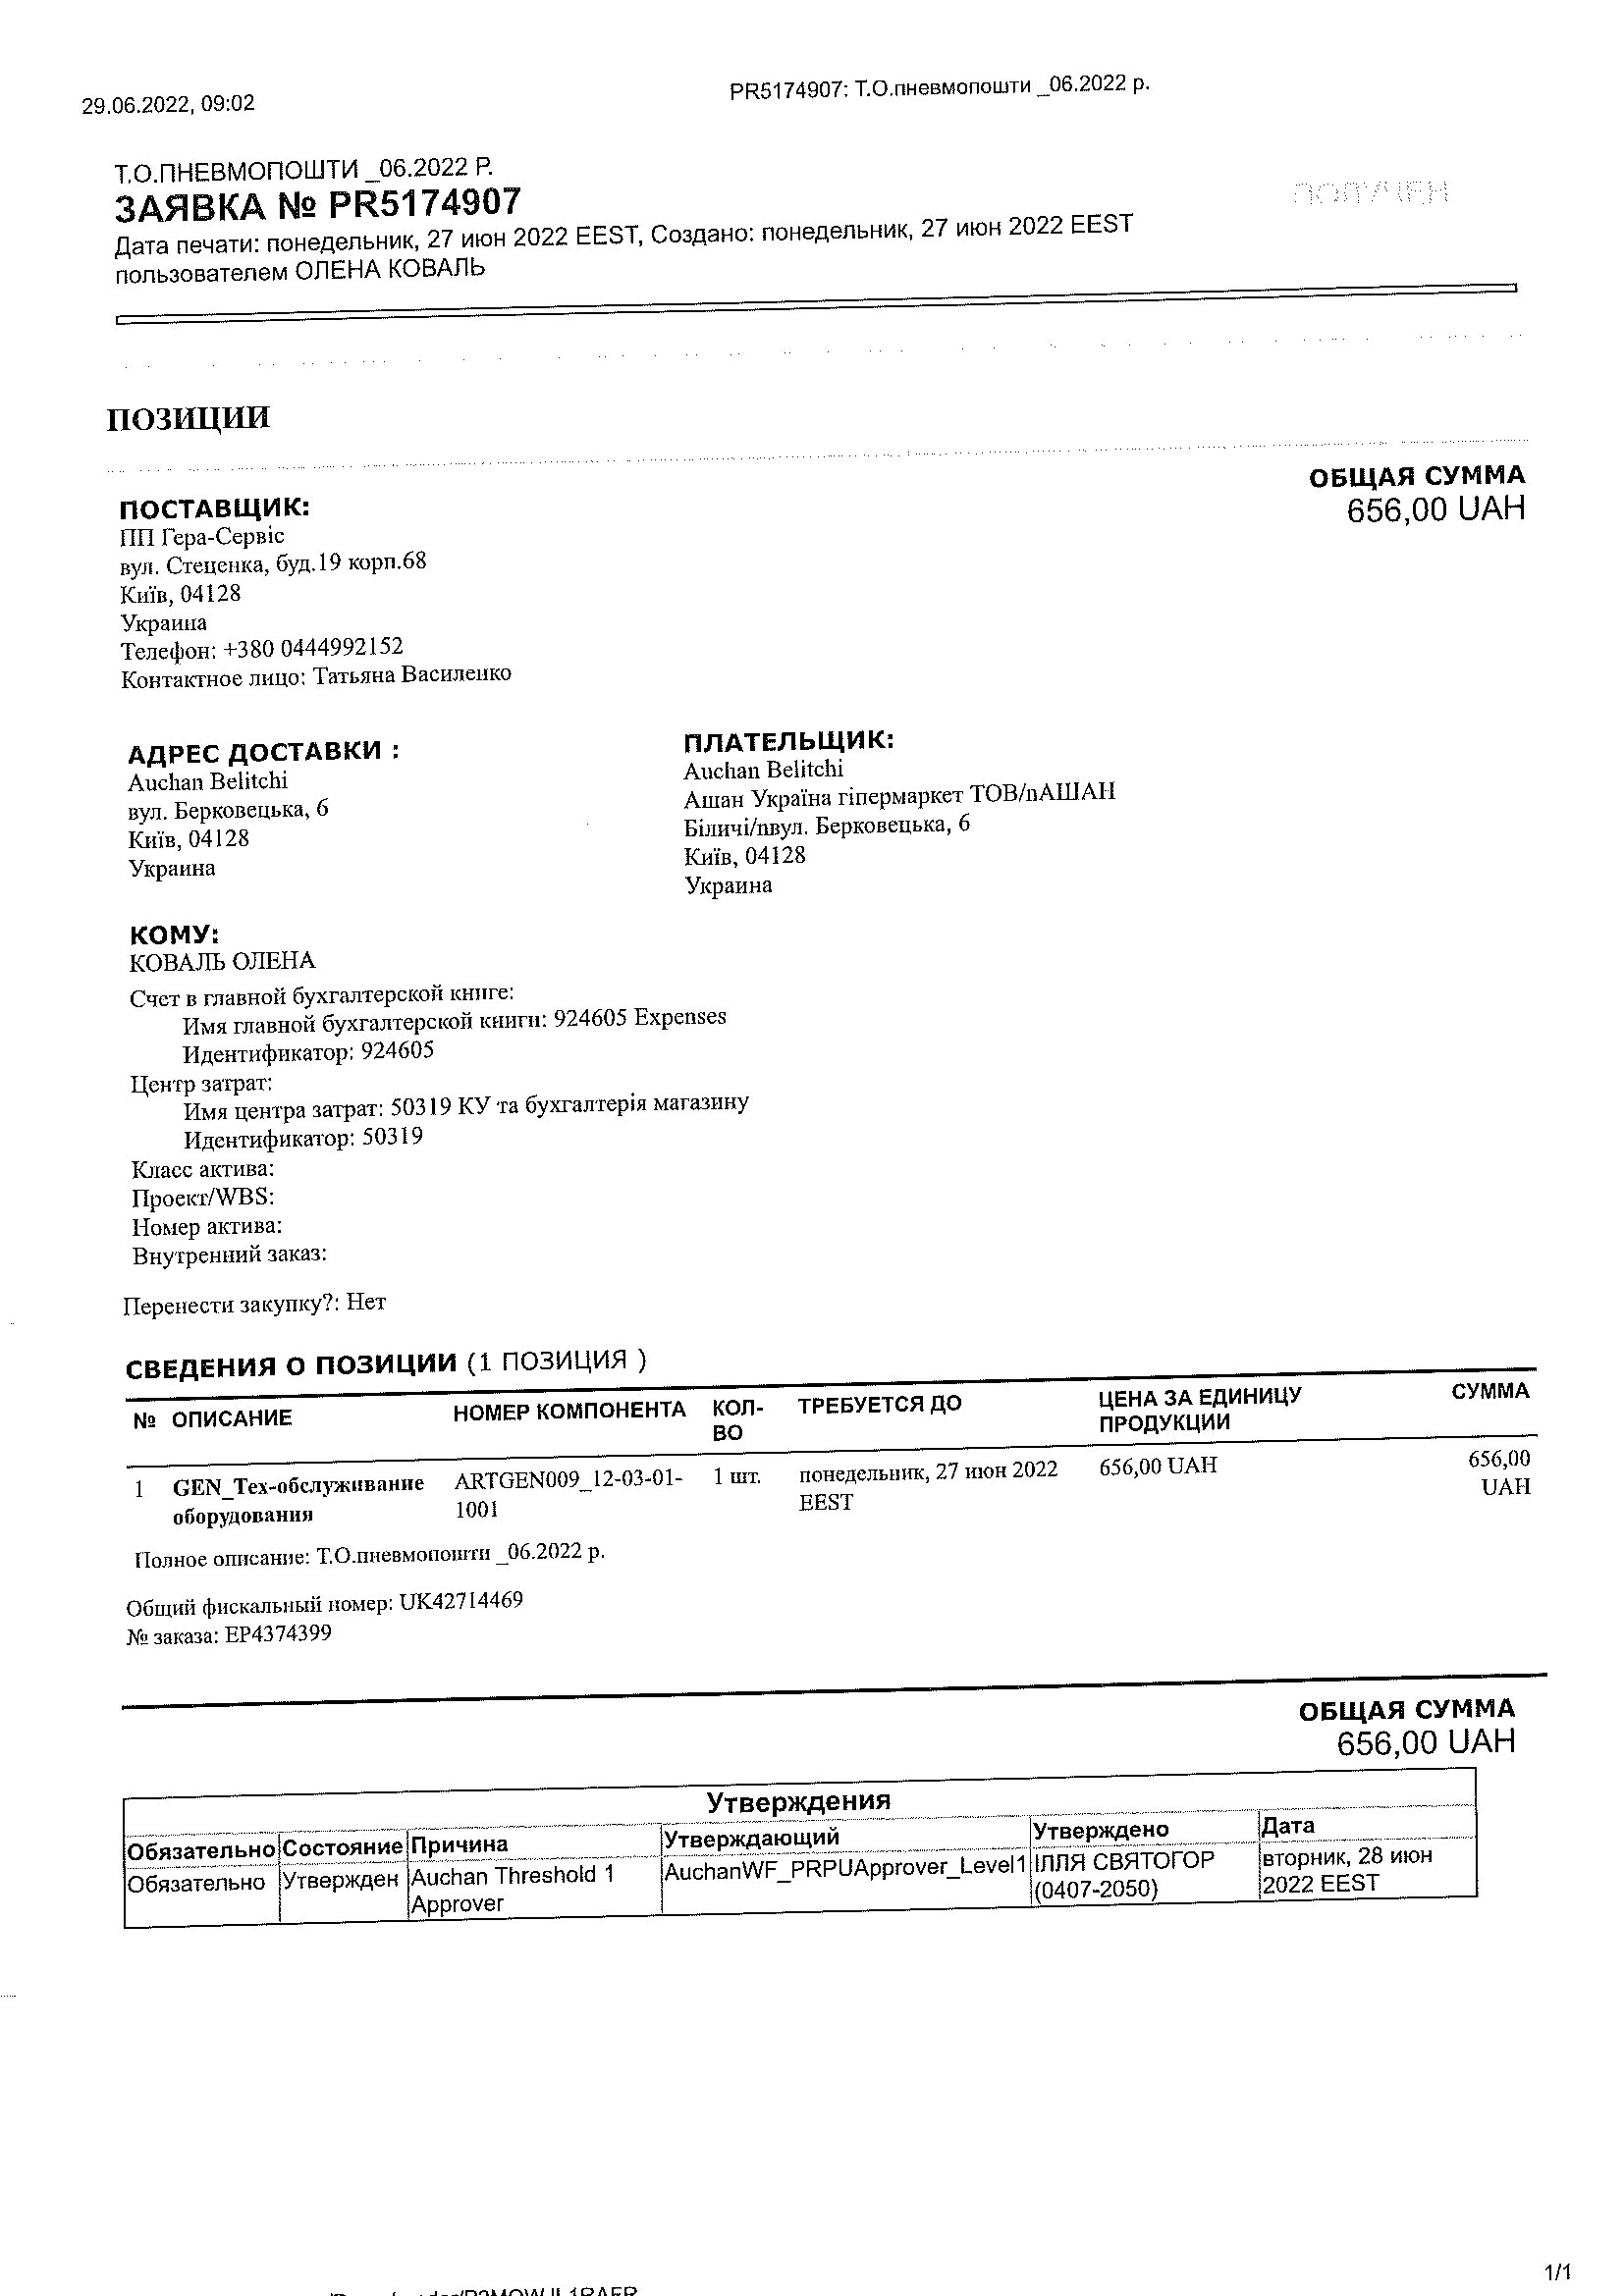 29.06.2022, 09:02
PR5174907: Т.О.пневмопошти _06.2022 р.
Т.О.ПНЕВМОПОШТИ _06.2022 Р.
ЗАЯВКА № PR5174907
ПОЛУЧЕН
Дата печати: понедельник, 27 июн 2022 EEST, Создано: понедельник, 27 июн 2022 EEST
пользователем ОЛЕНА КОВАЛЬ
ПОЗИЦИИ
ОБЩАЯ СУММА
656,00 UAH
ПОСТАВЩИК:
ПП Гера-Сервіс
вул. Стеценка, буд.19 корп.68
Київ, 04128
Украина
Телефон: +380 0444992152
Контактное лицо: Татьяна Василенко
АДРЕС ДОСТАВКИ :
Auchan Belitchi
вул. Берковецька, 6
Київ, 04128
Украина
ПЛАТЕЛЬЩИК:
Auchan Belitchi
Ашан Україна гіпермаркет ТОВ/nАШАН
Біличі/nвул. Берковецька, 6
Київ, 04128
Украина
КОМУ:
КОВАЛЬ ОЛЕНА
Счет в главной бухгалтерской книге:
Имя главной бухгалтерской книги: 924605 Expenses
Идентификатор: 924605
Центр затрат:
Имя центра затрат: 50319 КУ та бухгалтерія магазину
Идентификатор: 50319
Класс актива:
Проект/WBS:
Номер актива:
Внутренний заказ:
Перенести закупку?: Нет
СВЕДЕНИЯ О ПОЗИЦИИ (1 ПОЗИЦИЯ )
№ ОПИСАНИЕ НОМЕР КОМПОНЕНТА КОЛ-ВО ТРЕБУЕТСЯ ДО ЦЕНА ЗА ЕДИНИЦУ ПРОДУКЦИИ СУММА
1 GEN_Тех-обслуживание ARTGEN009_12-03-01- 1 шт. понедельник, 27 июн 2022 656,00 UAH 656,00
оборудования 1001 EEST UAH
Полное описание: Т.О.пневмопошти _06.2022 р.
Общий фискальный номер: UK42714469
№ заказа: EP4374399
ОБЩАЯ СУММА
656,00 UAH
Утверждения
Обязательно Состояние Причина Утверждающий Утверждено Дата
Обязательно Утвержден Auchan Threshold 1 AuchanWF_PRPUApprover_Level1 ІЛЛЯ СВЯТОГОР вторник, 28 июн
Approver (0407-2050) 2022 EEST
1/1